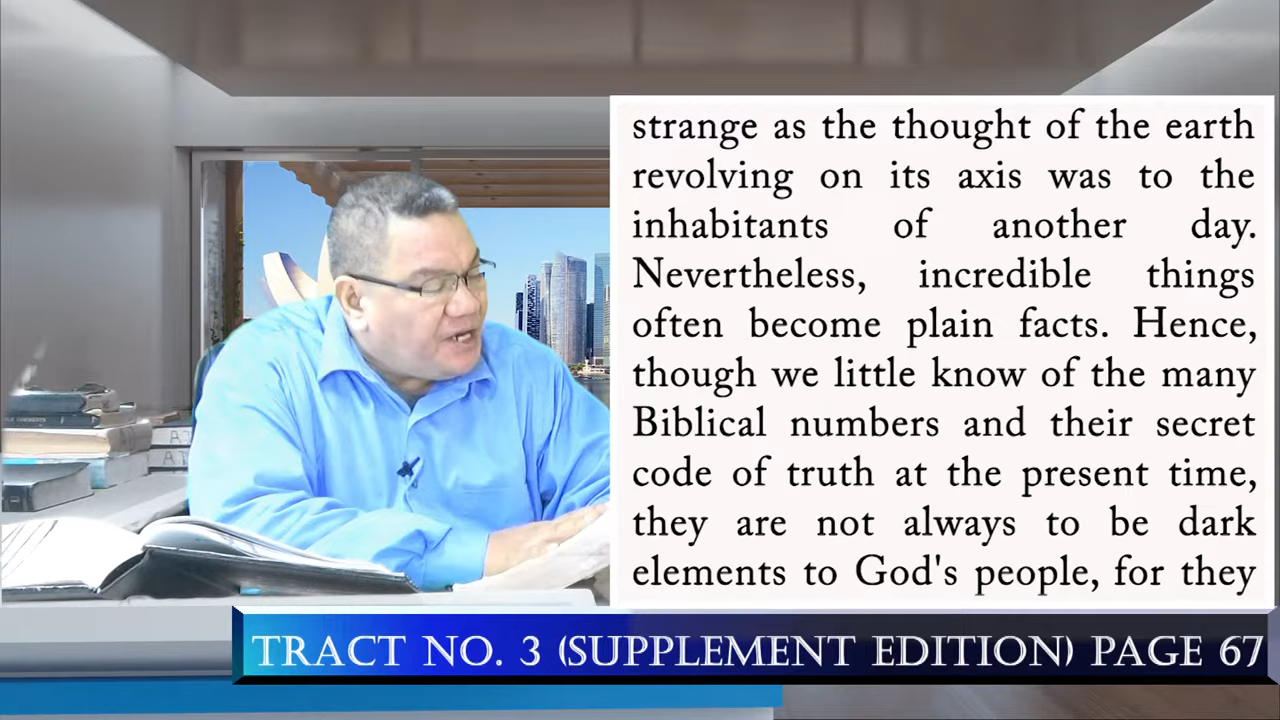 strange as the thought of the earth
revolving on its axis was to the
inhabitants of another day.
Nevertheless, incredible things
often become plain facts. Hence,
though we little know of the many
Biblical numbers and their secret
code of truth at the present time,
they are not always to be dark
elements to God's people, for they
TRACT NO. 3 (SUPPLEMENT EDITION) PAGE 67